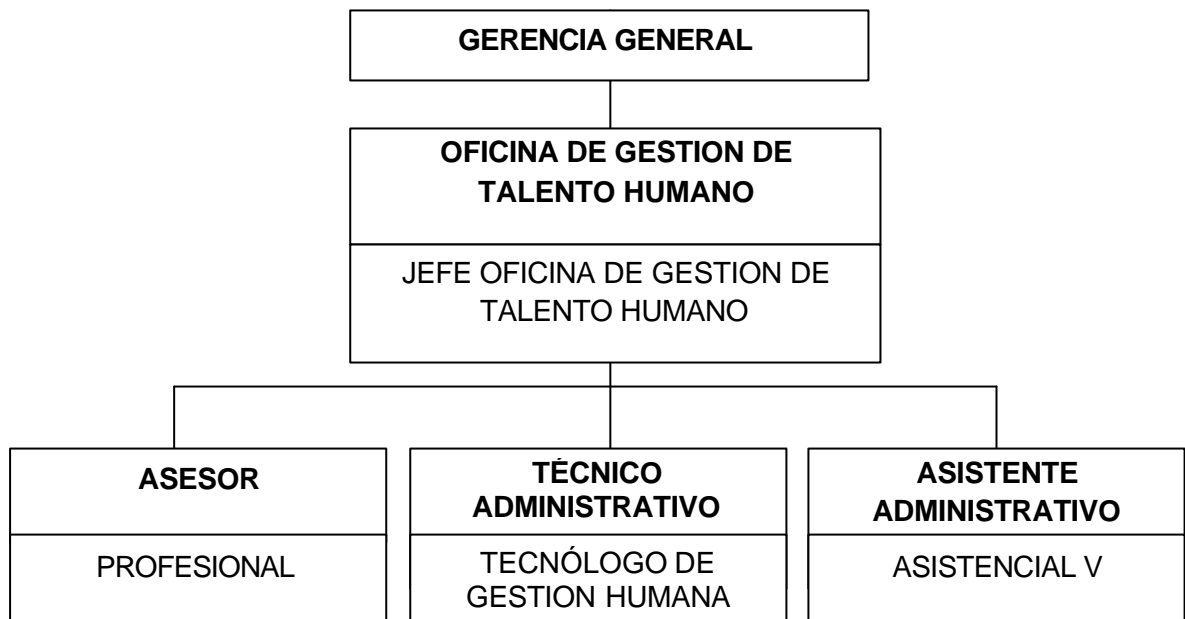 GERENCIA GENERAL
OFICINA DE GESTION DE
TALENTO HUMANO
JEFE OFICINA DE GESTION DE
TALENTO HUMANO
ASESOR
PROFESIONAL
TÉCNICO
ADMINISTRATIVO
TECNÓLOGO DE
GESTION HUMANA
ASISTENTE
ADMINISTRATIVO
ASISTENCIAL V